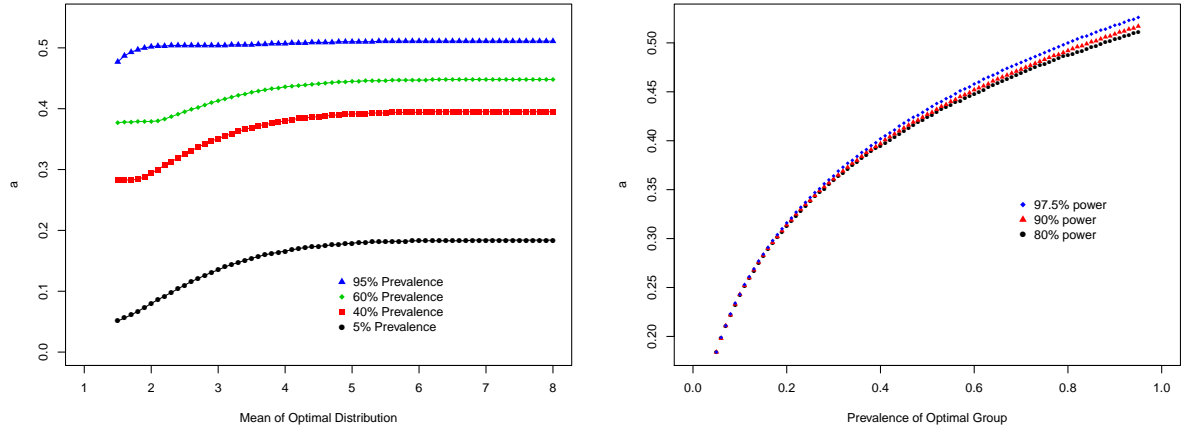 0.5
0.4
0.3
0.2
0.1
0.0
a
95% Prevalence
60% Prevalence
40% Prevalence
5% Prevalence
1 2 3 4 5 6 7 8
Mean of Optimal Distribution
0.50
0.45
0.40
0.35
0.30
0.25
0.20
a
97.5% power
90% power
80% power
0.0 0.2 0.4 0.6 0.8 1.0
Prevalence of Optimal Group